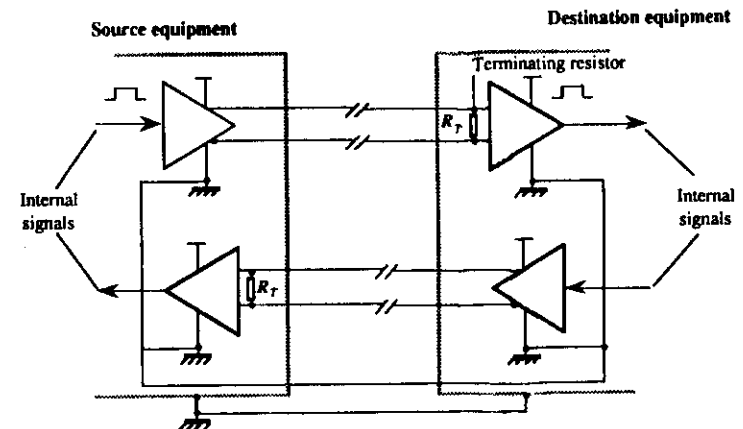 Source equipment
Destination equipment
Terminating resistor
R_T
Internal
signals
Internal
signals
R_T